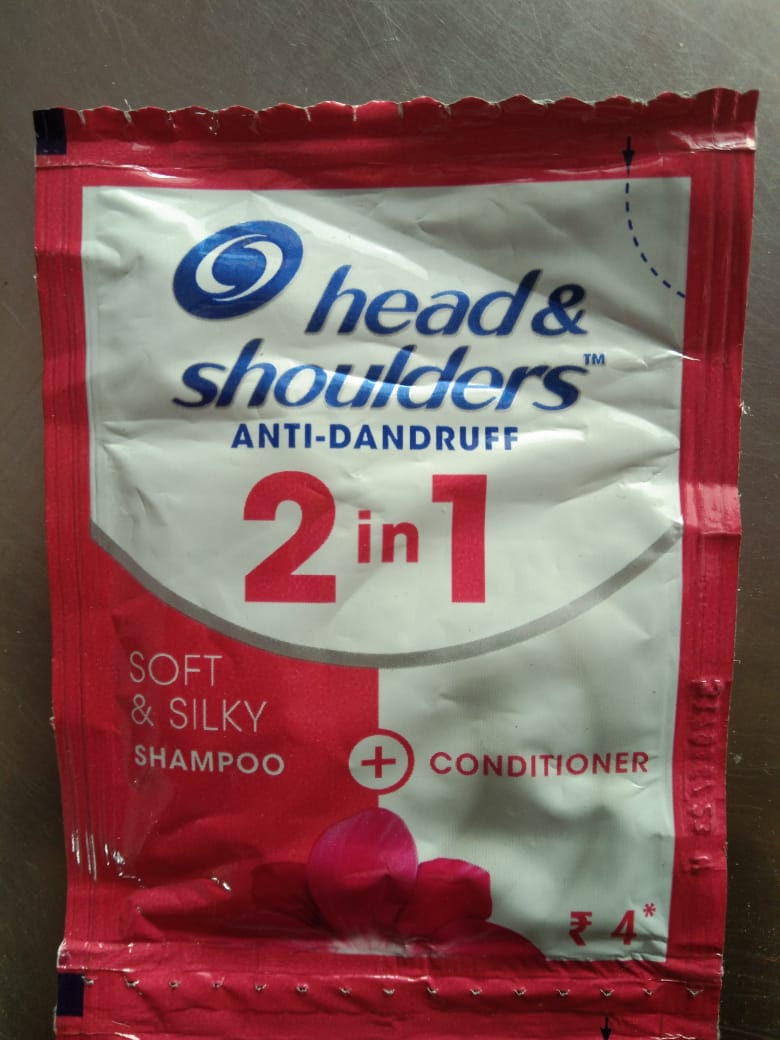 head &
shoulders™
ANTI-DANDRUFF
2 in 1
SOFT
& SILKY
SHAMPOO
+
CONDITIONER
₹ 4*